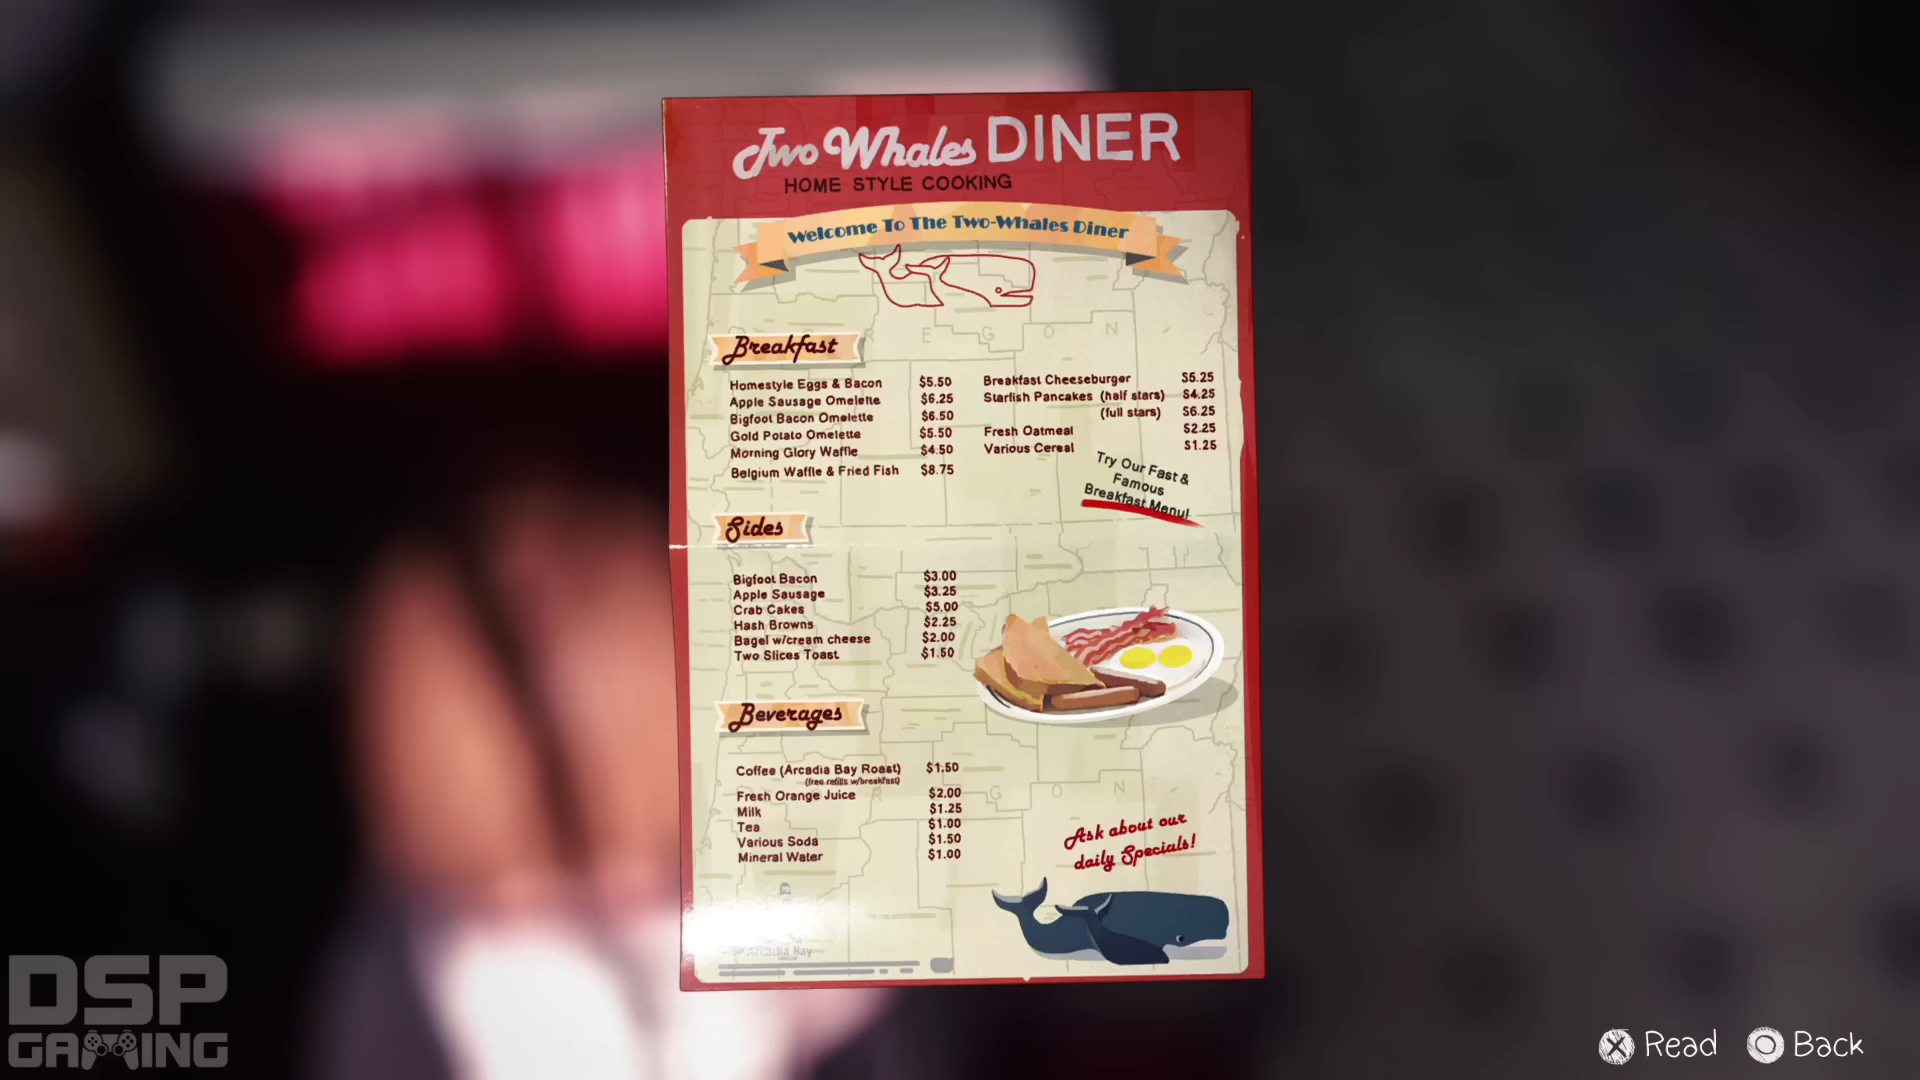 Two Whales DINER
HOME STYLE COOKING
Welcome To The Two-Whales Diner
OREGON
Breakfast
Homestyle Eggs & Bacon $5.50
Apple Sausage Omelette $6.25
Bigfoot Bacon Omelette $6.50
Gold Potato Omelette $5.50
Morning Glory Waffle $4.50
Belgium Waffle & Fried Fish $8.75
Breakfast Cheeseburger $5.25
Starfish Pancakes (half stars) $4.25
(full stars) $6.25
Fresh Oatmeal $2.25
Various Cereal $1.25
Try Our Fast &
Famous
Breakfast Menu!
Sides
Bigfoot Bacon $3.00
Apple Sausage $3.25
Crab Cakes $5.00
Hash Browns $2.25
Bagel w/cream cheese $2.00
Two Slices Toast $1.50
Beverages
Coffee (Arcadia Bay Roast) $1.50
(free refills w/breakfast)
Fresh Orange Juice $2.00
Milk $1.25
Tea $1.00
Various Soda $1.50
Mineral Water $1.00
Ask about our
daily Specials!
Arcadia Bay
DSP
GAMING
Read
Back